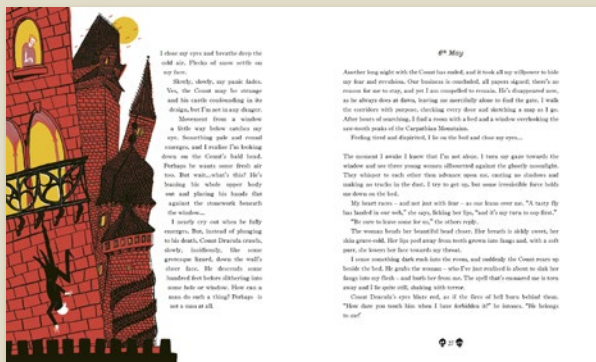 I close my eyes and breathe deep the
cold air. Flecks of snow settle on
my face.
Slowly, slowly, my panic fades.
Yes, the Count may be strange
and his castle confounding in its
design, but I'm not in any danger.
Movement from a window
a little way below catches my
eye. Something pale and round
emerges, and I realise I'm looking
down on the Count's bald head.
Perhaps he wants some fresh air
too. But wait...what's this? He's
leaning his whole upper body
out and placing his hands flat
against the stonework beneath
the window...
I nearly cry out when he fully
emerges. But, instead of plunging
to his death, Count Dracula crawls,
slowly, insidiously, like some
grotesque lizard, down the wall's
sheer face. He descends some
hundred feet before slithering into
some hole or window. How can a
man do such a thing? Perhaps he
is not a man at all.
6th May
Another long night with the Count has ended, and it took all my willpower to hide
my fear and revulsion. Our business is concluded, all papers signed; there's no
reason for me to stay, and yet I am compelled to remain. He's disappeared now,
as he always does at dawn, leaving me mercifully alone to find the gate. I walk
the corridors with purpose, checking every door and sketching a map as I go.
After hours of searching, I find a room with a bed and a window overlooking the
saw-tooth peaks of the Carpathian Mountains.
Feeling tired and dispirited, I lie on the bed and close my eyes...
The moment I awake I know that I'm not alone. I turn my gaze towards the
window and see three young women silhouetted against the ghostly moonlight.
They whisper to each other then advance upon me, casting no shadows and
making no tracks in the dust. I try to get up, but some irresistible force holds
me down on the bed.
My heart races – and not just with fear – as one leans over me. "A tasty fly
has landed in our web," she says, licking her lips, "and it's my turn to sup first."
"Be sure to leave some for us," the others reply.
The woman bends her beautiful head closer. Her breath is sickly sweet, her
skin grave-cold. Her lips peel away from teeth grown into fangs and, with a soft
purr, she lowers her face towards my throat.
I sense something dark rush into the room, and suddenly the Count rears up
beside the bed. He grabs the woman – who I've just realised is about to sink her
fangs into my flesh – and hurls her from me. The spell that's ensnared me is torn
away and I lie quite still, shaking with terror.
Count Dracula's eyes blaze red, as if the fires of hell burn behind them.
"How dare you touch him when I have forbidden it?" he hisses. "He belongs
to me!"